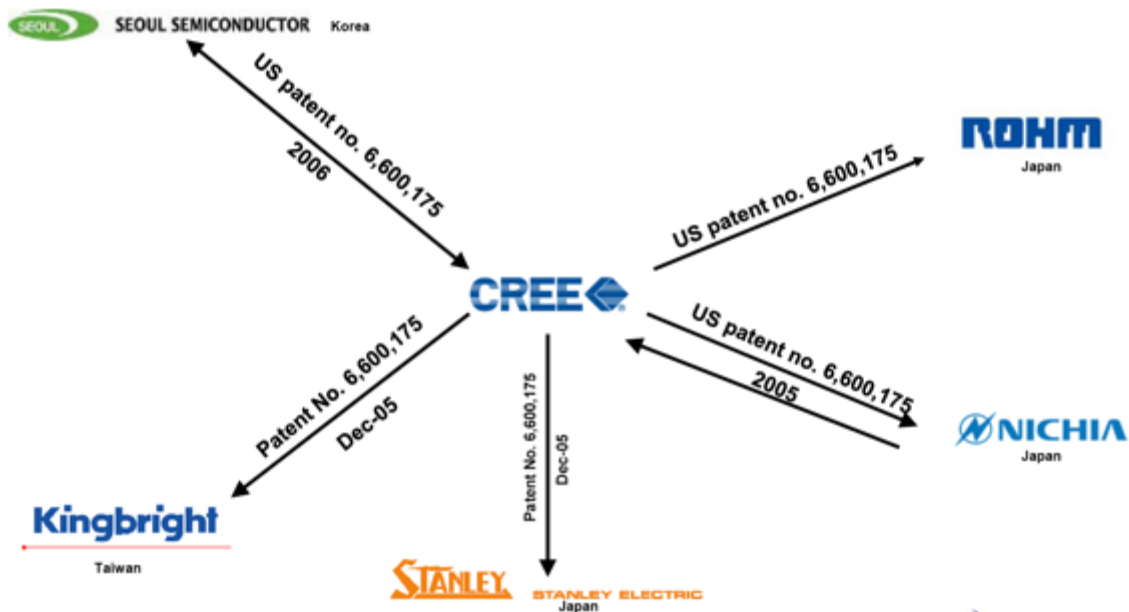 SEOUL SEOUL SEMICONDUCTOR Korea
US patent no. 6,600,175
2006
ROHM
Japan
US patent no. 6,600,175
CREE
US patent no. 6,600,175
2005
NICHIA
Japan
Patent No. 6,600,175
Dec-05
Kingbright
Taiwan
Patent No. 6,600,175
Dec-05
STANLEY STANLEY ELECTRIC
Japan